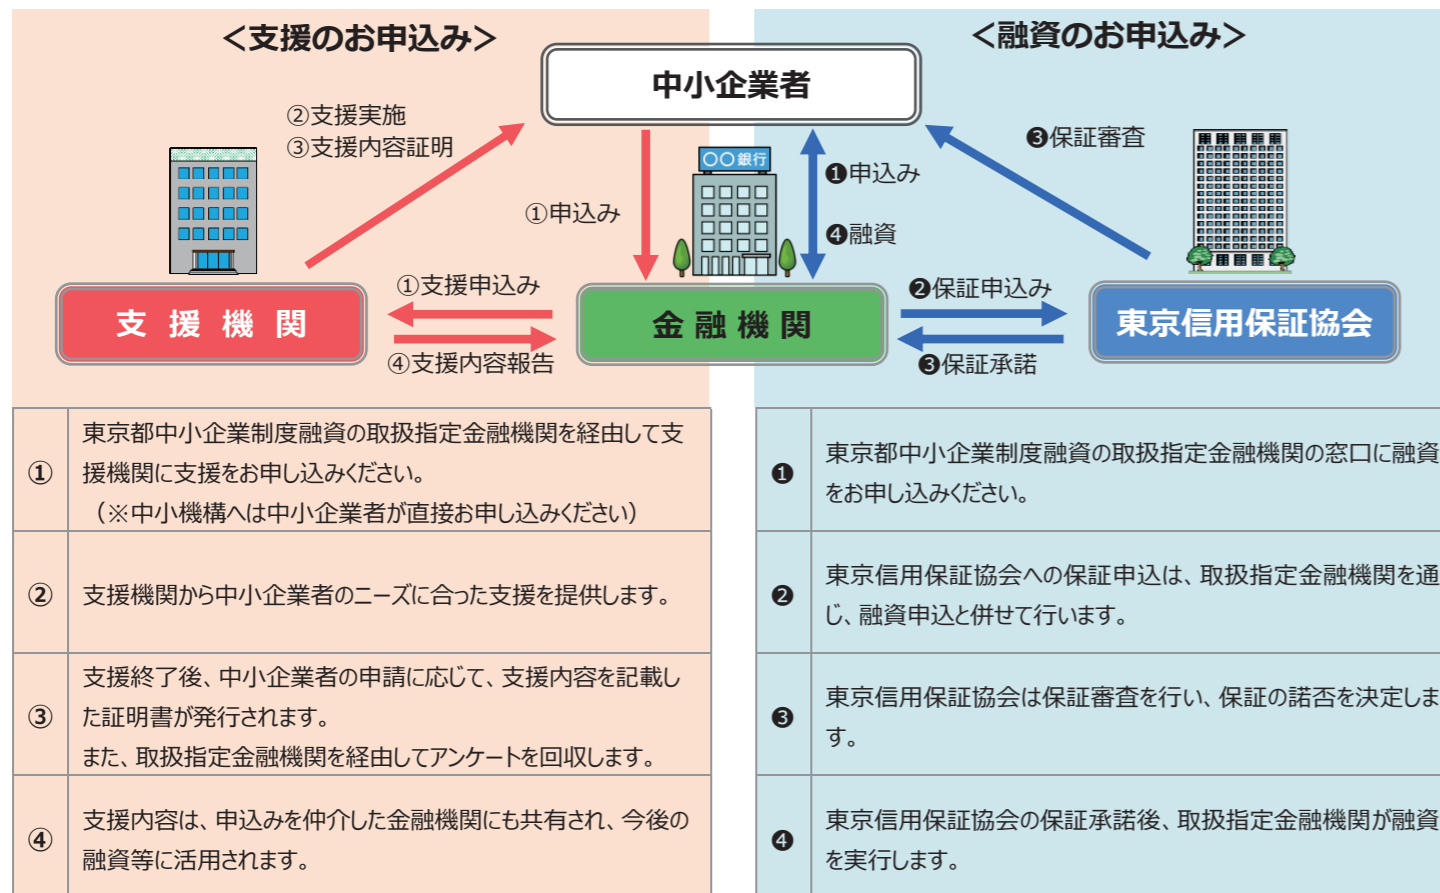 ＜支援のお申込み＞
＜融資のお申込み＞
中小企業者
②支援実施
③支援内容証明
❸保証審査
〇〇銀行
❶申込み
①申込み
❹融資
①支援申込み
❷保証申込み
支援機関
金融機関
東京信用保証協会
④支援内容報告
❸保証承諾
①
東京都中小企業制度融資の取扱指定金融機関を経由して支
援機関に支援をお申し込みください。
（※中小機構へは中小企業者が直接お申し込みください）
②
支援機関から中小企業者のニーズに合った支援を提供します。
③
支援終了後、中小企業者の申請に応じて、支援内容を記載し
た証明書が発行されます。
また、取扱指定金融機関を経由してアンケートを回収します。
④
支援内容は、申込みを仲介した金融機関にも共有され、今後の
融資等に活用されます。
❶
東京都中小企業制度融資の取扱指定金融機関の窓口に融資
をお申し込みください。
❷
東京信用保証協会への保証申込は、取扱指定金融機関を通
じ、融資申込と併せて行います。
❸
東京信用保証協会は保証審査を行い、保証の諾否を決定しま
す。
❹
東京信用保証協会の保証承諾後、取扱指定金融機関が融資
を実行します。